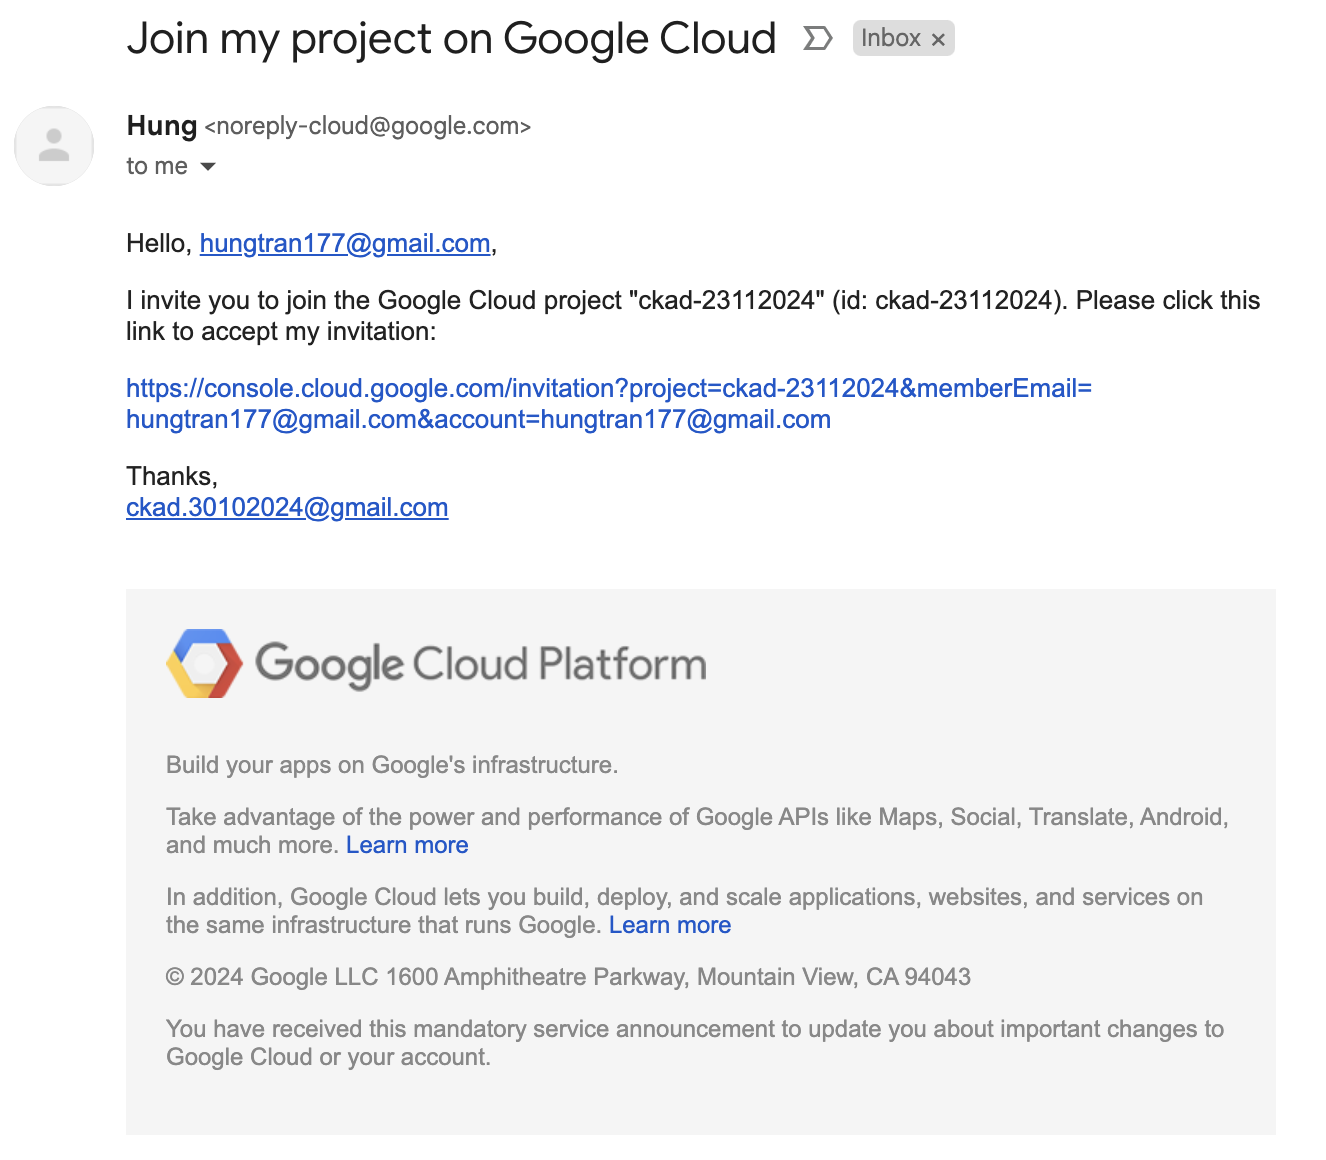 Join my project on Google Cloud
Inbox ×
Hung <noreply-cloud@google.com>
to me
Hello, hungtran177@gmail.com,
I invite you to join the Google Cloud project "ckad-23112024" (id: ckad-23112024). Please click this
link to accept my invitation:
https://console.cloud.google.com/invitation?project=ckad-23112024&memberEmail=
hungtran177@gmail.com&account=hungtran177@gmail.com
Thanks,
ckad.30102024@gmail.com
Google Cloud Platform
Build your apps on Google's infrastructure.
Take advantage of the power and performance of Google APIs like Maps, Social, Translate, Android,
and much more. Learn more
In addition, Google Cloud lets you build, deploy, and scale applications, websites, and services on
the same infrastructure that runs Google. Learn more
© 2024 Google LLC 1600 Amphitheatre Parkway, Mountain View, CA 94043
You have received this mandatory service announcement to update you about important changes to
Google Cloud or your account.